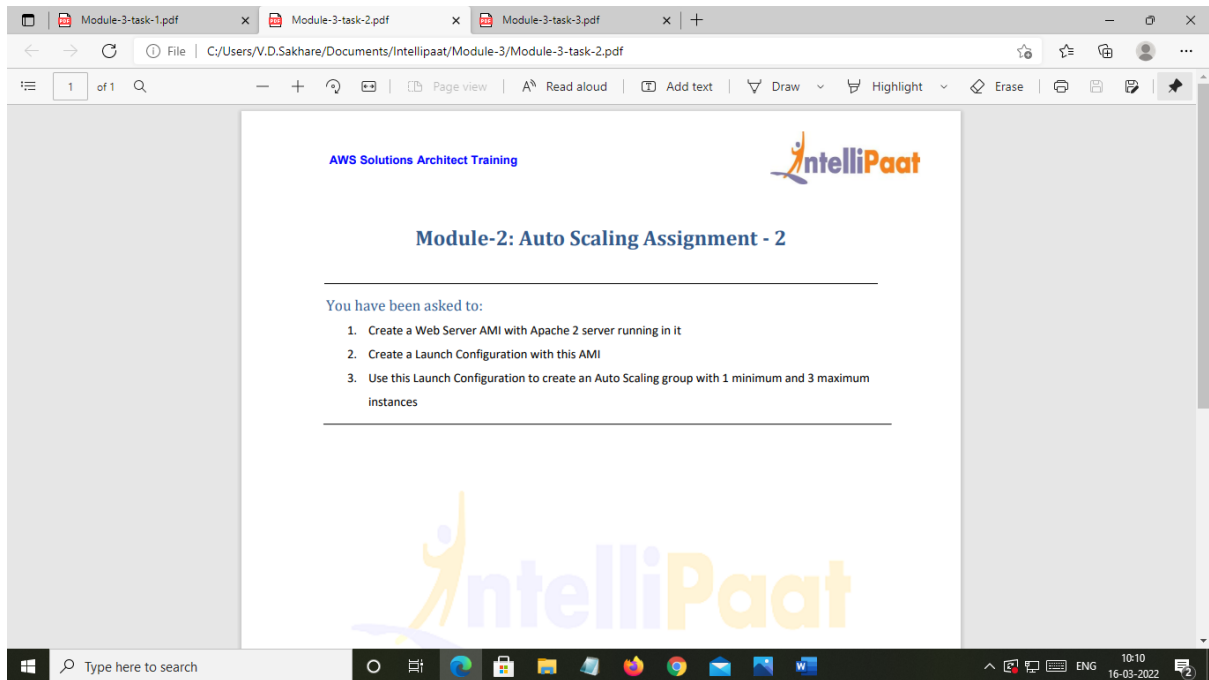 Module-3-task-1.pdf
Module-3-task-2.pdf
Module-3-task-3.pdf
File
C:/Users/V.D.Sakhare/Documents/Intellipaat/Module-3/Module-3-task-2.pdf
1 of 1
Page view
Read aloud
Add text
Draw
Highlight
Erase
AWS Solutions Architect Training
IntelliPaat
Module-2: Auto Scaling Assignment - 2
You have been asked to:
1. Create a Web Server AMI with Apache 2 server running in it
2. Create a Launch Configuration with this AMI
3. Use this Launch Configuration to create an Auto Scaling group with 1 minimum and 3 maximum
instances
IntelliPaat
Type here to search
ENG
10:10
16-03-2022
2